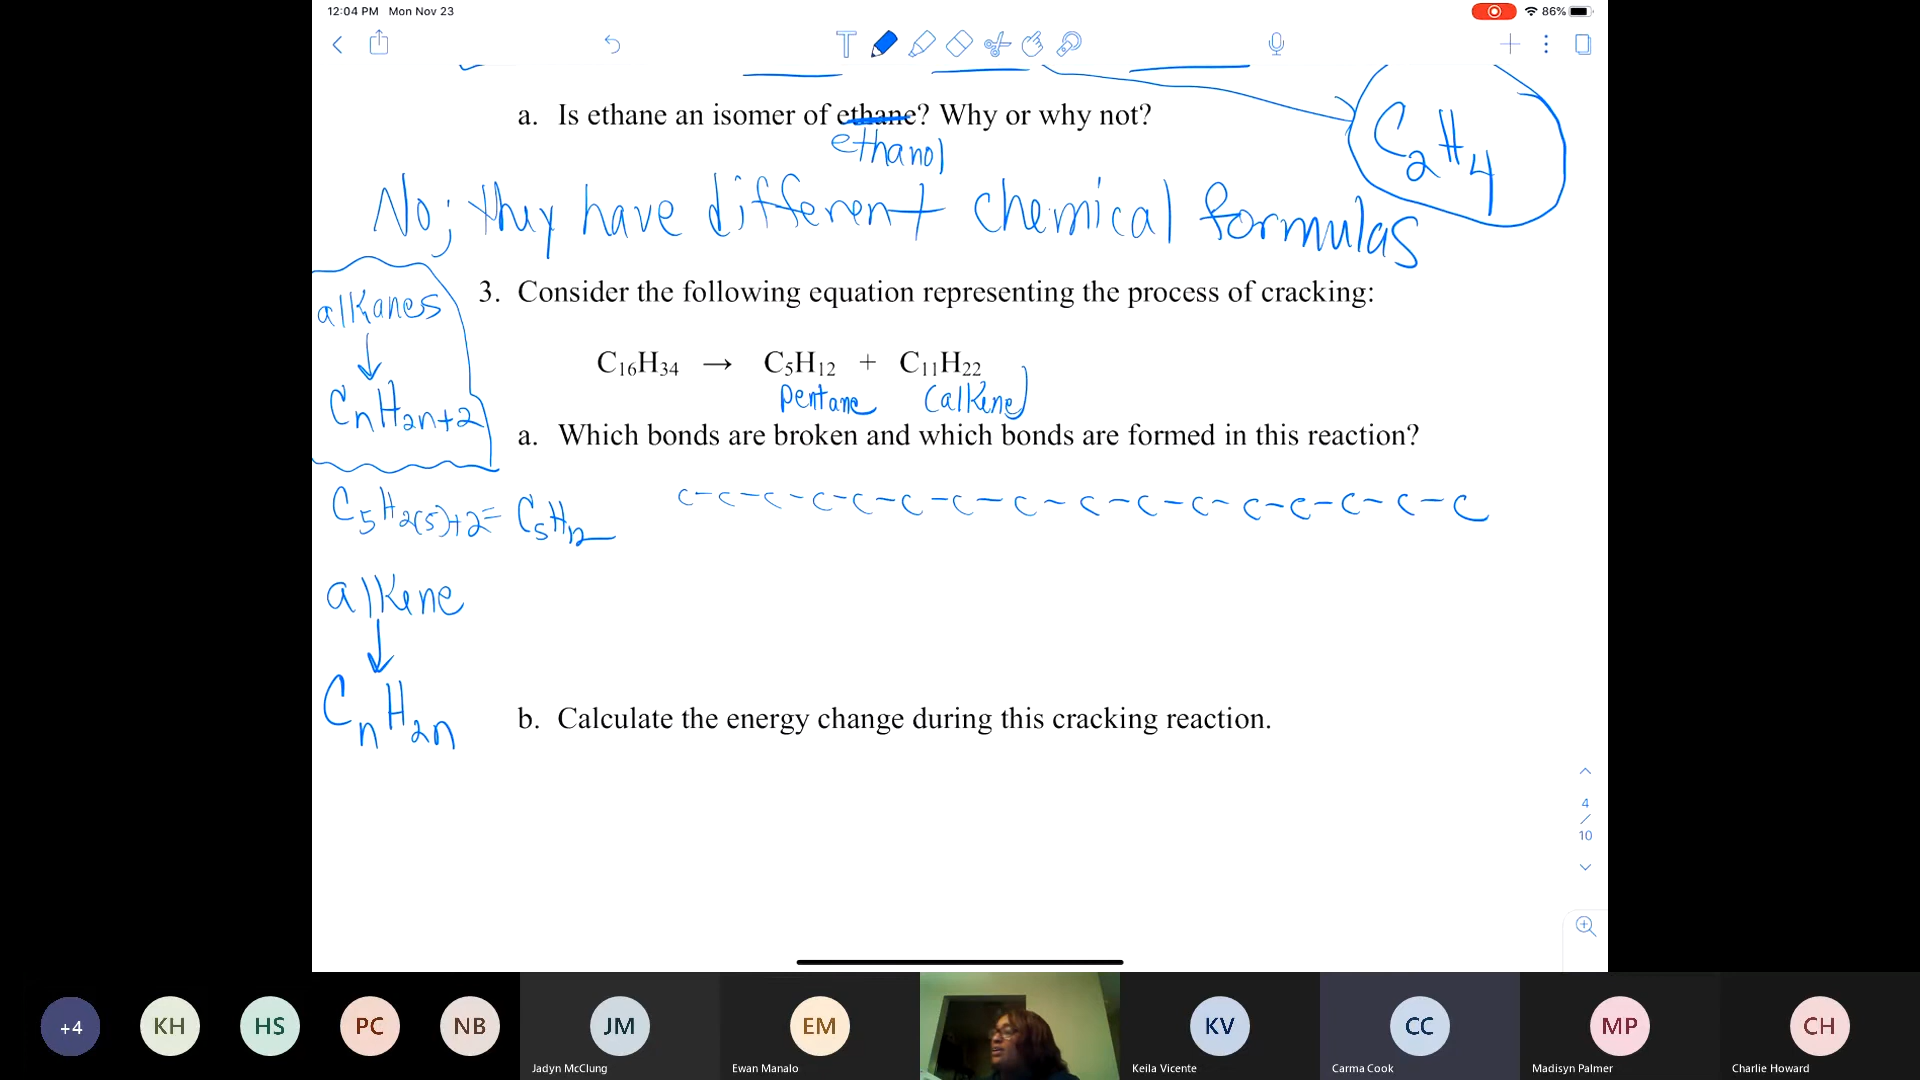 12:04 PM Mon Nov 23
86%
T
a. Is ethane an isomer of ethane? Why or why not?
ethanol
C2H4
No; they have different chemical formulas
alkanes
CnH2n+2
3. Consider the following equation representing the process of cracking:
C16H34 → C5H12 + C11H22
pentane (alkene)
a. Which bonds are broken and which bonds are formed in this reaction?
C-C-C-C-C-C-C-C-C-C-C-C-C-C-C-C
C5H2(5)+2= C5H12
alkene
CnH2n
b. Calculate the energy change during this cracking reaction.
4
/
10
+4 KH HS PC NB JM EM KV CC MP CH
Jadyn McClung Ewan Manalo Keila Vicente Carma Cook Madisyn Palmer Charlie Howard